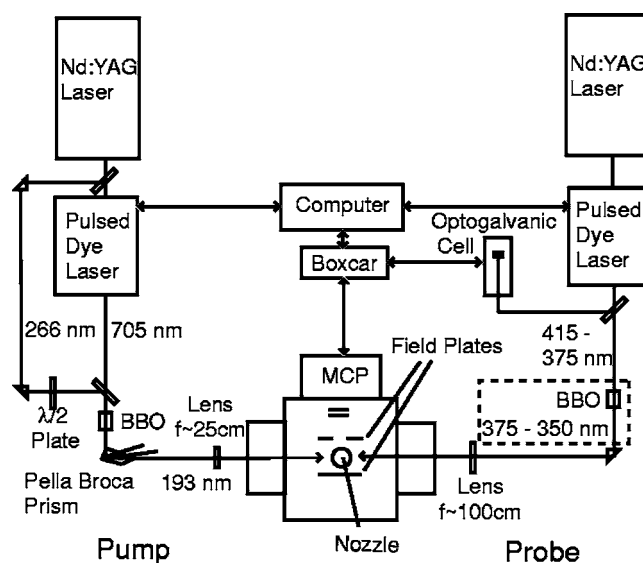 Nd:YAG
Laser
Nd:YAG
Laser
Pulsed
Dye
Laser
Computer
Optogalvanic
Cell
Pulsed
Dye
Laser
Boxcar
266 nm
705 nm
415 -
375 nm
MCP
Field Plates
λ/2
Plate
BBO
Lens
f~25cm
BBO
375 - 350 nm
Pella Broca
Prism
193 nm
Lens
f~100cm
Nozzle
Pump
Probe